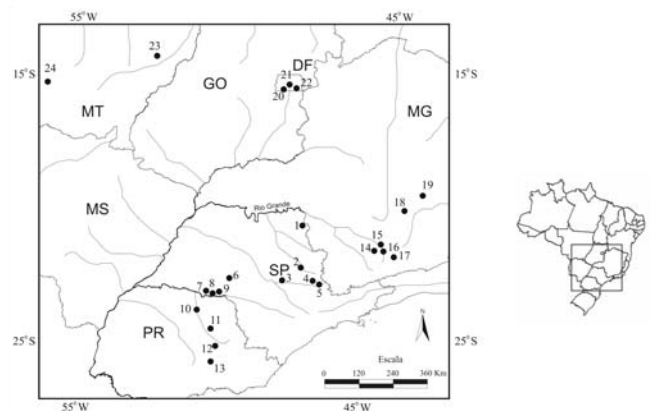 55°W
45°W
23
15°S
24
DF
21
15°S
GO
20
22
MT
MG
19
18
MS
Rio Grande
1
15
14
16
17
2
SP
6
3
4
5
7
8
9
10
PR
11
N
12
25°S
13
25°S
Escala
0
120
240
360 Km
55°W
45°W